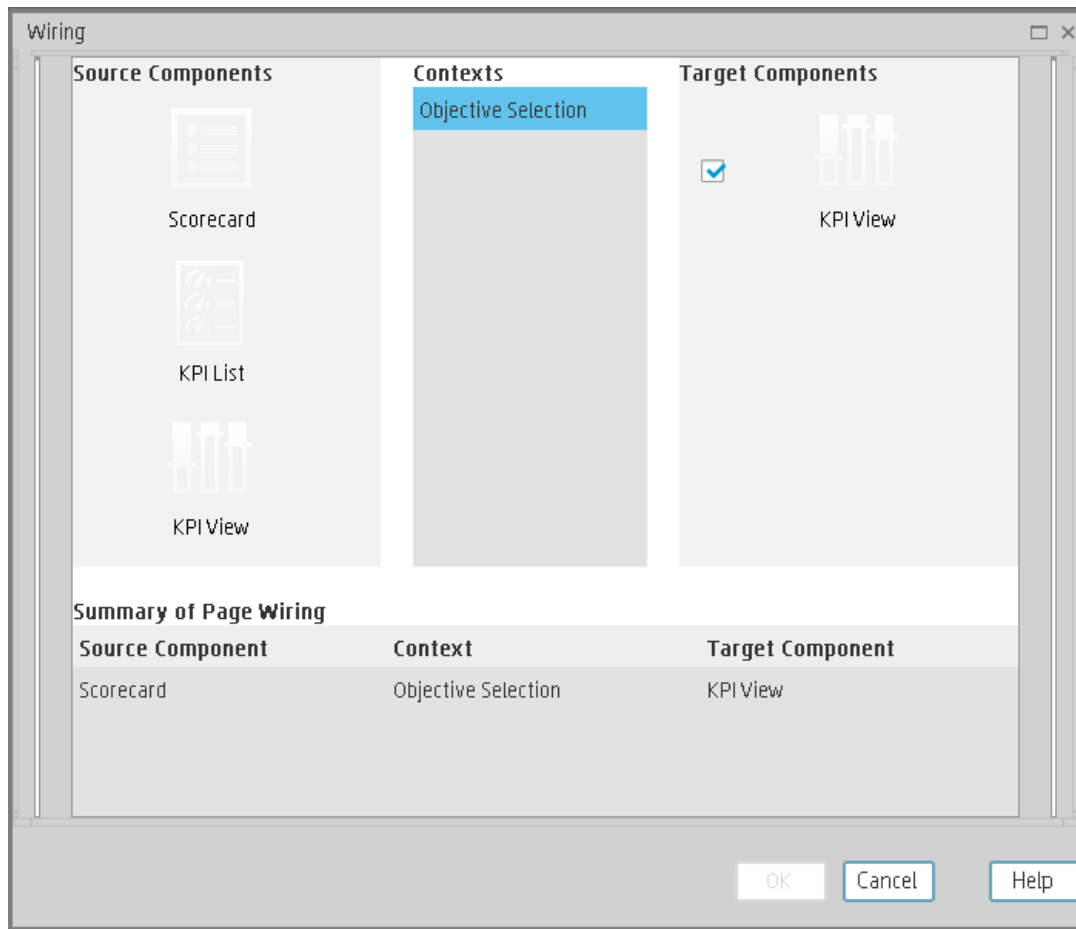 Wiring
Source Components
Contexts
Target Components
Objective Selection
Scorecard
KPI View
KPI List
KPI View
Summary of Page Wiring
Source Component Context Target Component
Scorecard Objective Selection KPI View
OK Cancel Help